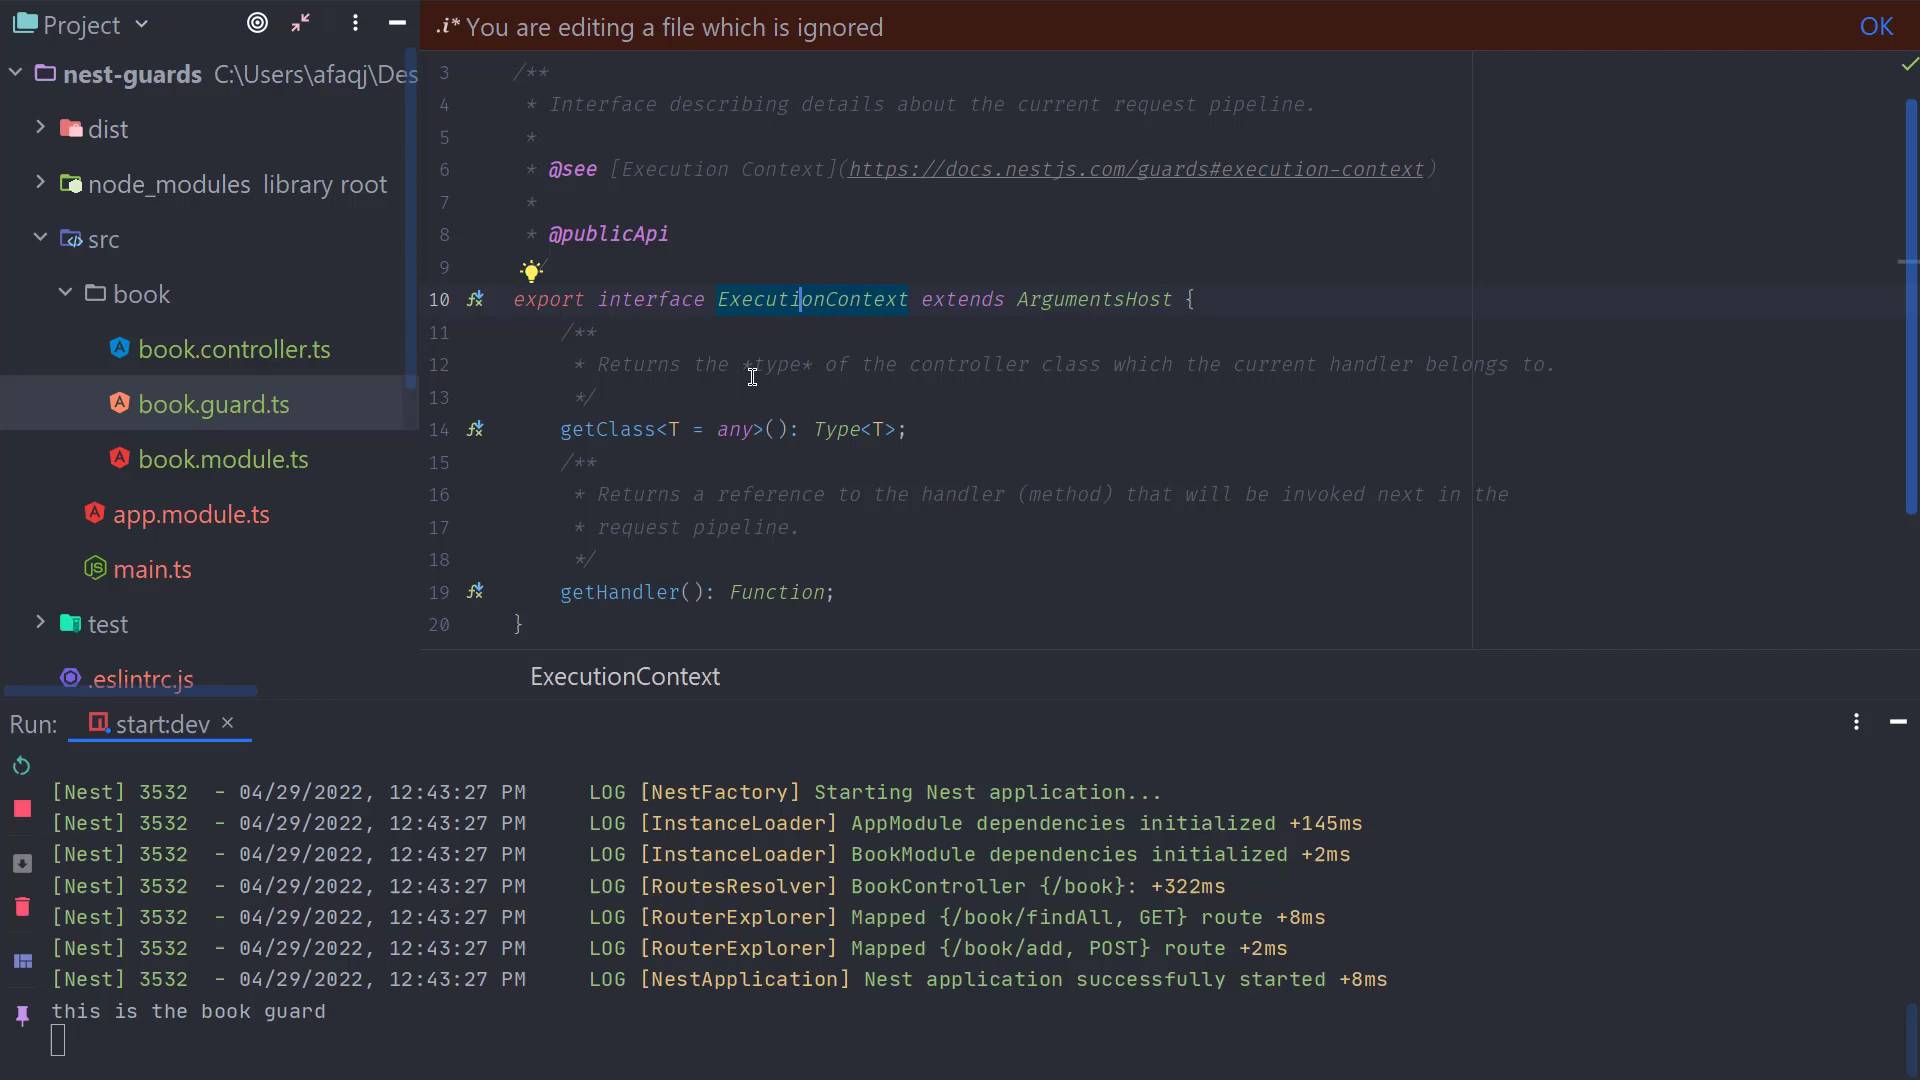 Project
nest-guards C:\Users\afaqj\Des
dist
node_modules library root
src
book
book.controller.ts
book.guard.ts
book.module.ts
app.module.ts
main.ts
test
.eslintrc.js
.i* You are editing a file which is ignored OK
3 /**
4 * Interface describing details about the current request pipeline.
5 *
6 * @see [Execution Context](https://docs.nestjs.com/guards#execution-context)
7 *
8 * @publicApi
9 /
10 export interface ExecutionContext extends ArgumentsHost {
11 /**
12 * Returns the *type* of the controller class which the current handler belongs to.
13 */
14 getClass<T = any>(): Type<T>;
15 /**
16 * Returns a reference to the handler (method) that will be invoked next in the
17 * request pipeline.
18 */
19 getHandler(): Function;
20 }
ExecutionContext
Run: start:dev ×
[Nest] 3532 - 04/29/2022, 12:43:27 PM LOG [NestFactory] Starting Nest application...
[Nest] 3532 - 04/29/2022, 12:43:27 PM LOG [InstanceLoader] AppModule dependencies initialized +145ms
[Nest] 3532 - 04/29/2022, 12:43:27 PM LOG [InstanceLoader] BookModule dependencies initialized +2ms
[Nest] 3532 - 04/29/2022, 12:43:27 PM LOG [RoutesResolver] BookController {/book}: +322ms
[Nest] 3532 - 04/29/2022, 12:43:27 PM LOG [RouterExplorer] Mapped {/book/findAll, GET} route +8ms
[Nest] 3532 - 04/29/2022, 12:43:27 PM LOG [RouterExplorer] Mapped {/book/add, POST} route +2ms
[Nest] 3532 - 04/29/2022, 12:43:27 PM LOG [NestApplication] Nest application successfully started +8ms
this is the book guard